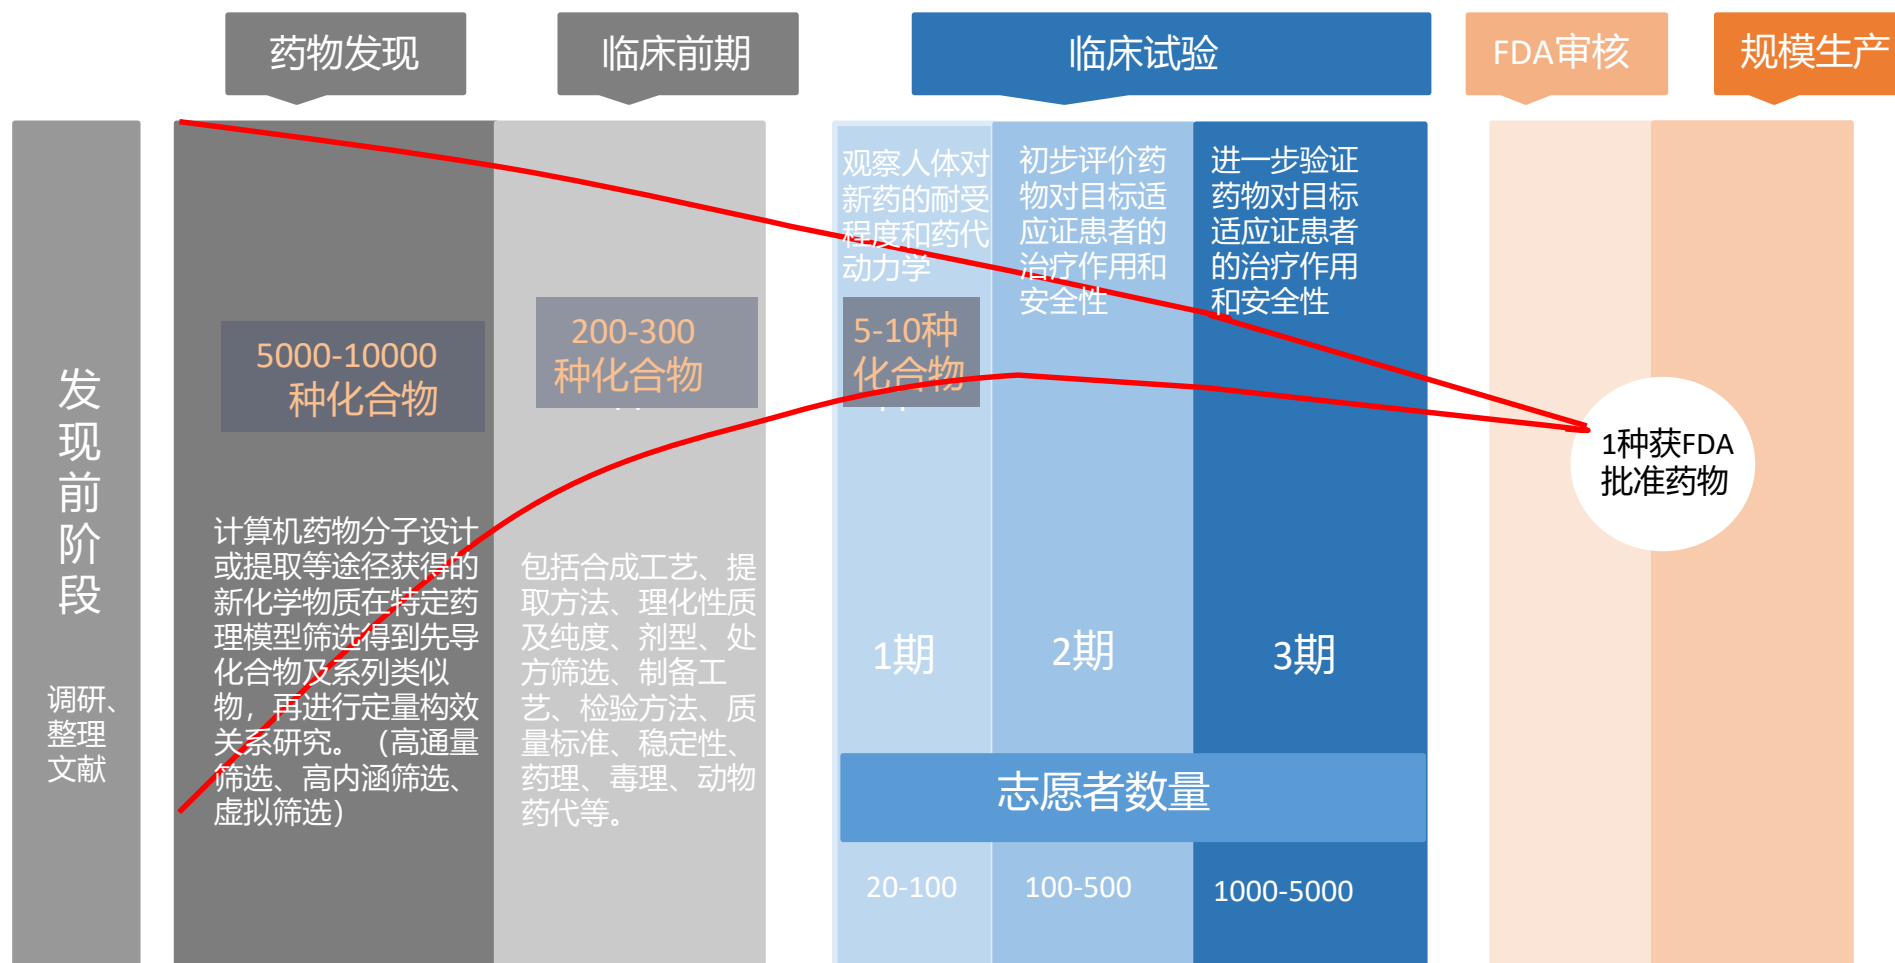 药物发现
临床前期
临床试验
FDA审核
规模生产
发
现
前
阶
段
调研、
整理
文献
5000-10000
种化合物
计算机药物分子设计
或提取等途径获得的
新化学物质在特定药
理模型筛选得到先导
化合物及系列类似
物，再进行定量构效
关系研究。（高通量
筛选、高内涵筛选、
虚拟筛选）
200-300
种化合物
包括合成工艺、提
取方法、理化性质
及纯度、剂型、处
方筛选、制备工
艺、检验方法、质
量标准、稳定性、
药理、毒理、动物
药代等。
观察人体对
新药的耐受
程度和药代
动力学
5-10种
化合物
1期
初步评价药
物对目标适
应证患者的
治疗作用和
安全性
2期
进一步验证
药物对目标
适应证患者
的治疗作用
和安全性
3期
志愿者数量
20-100
100-500
1000-5000
1种获FDA
批准药物